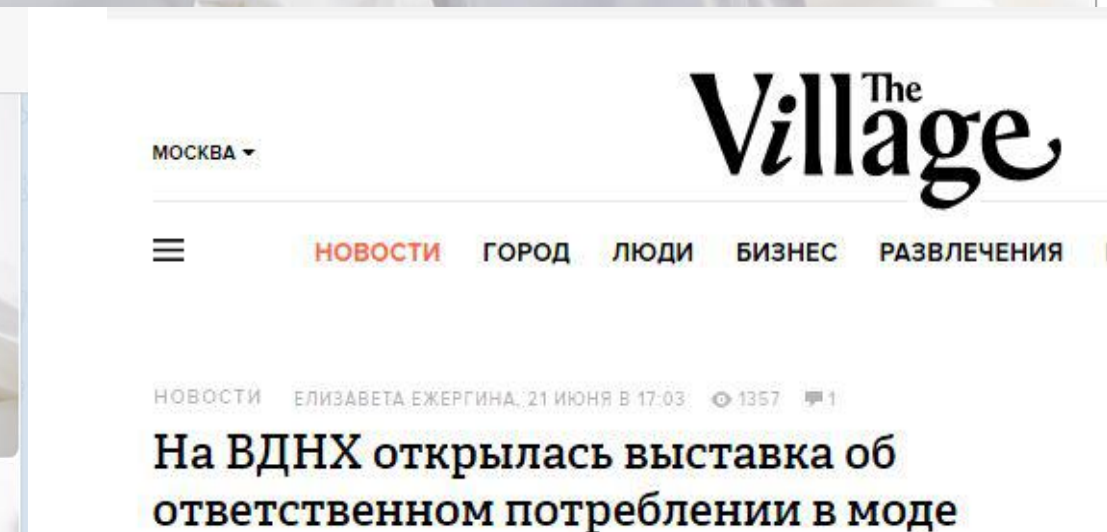 The
Village
МОСКВА
НОВОСТИ ГОРОД ЛЮДИ БИЗНЕС РАЗВЛЕЧЕНИЯ
НОВОСТИ ЕЛИЗАВЕТА ЕЖЕРГИНА, 21 ИЮНЯ В 17:03 1357 1
На ВДНХ открылась выставка об
ответственном потреблении в моде